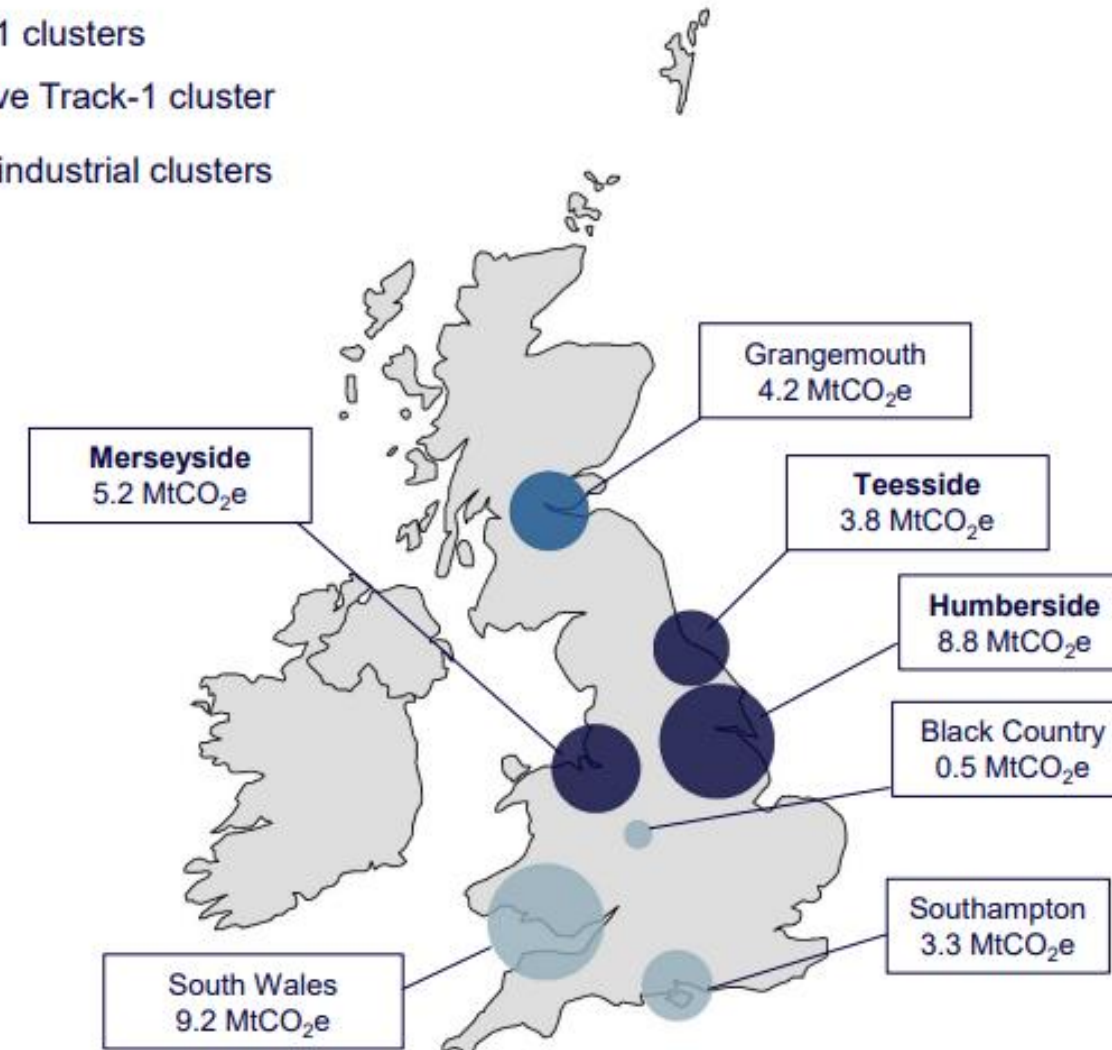 1 clusters
ve Track-1 cluster
industrial clusters
Grangemouth
4.2 MtCO₂e
Merseyside
5.2 MtCO₂e
Teesside
3.8 MtCO₂e
Humberside
8.8 MtCO₂e
Black Country
0.5 MtCO₂e
Southampton
3.3 MtCO₂e
South Wales
9.2 MtCO₂e